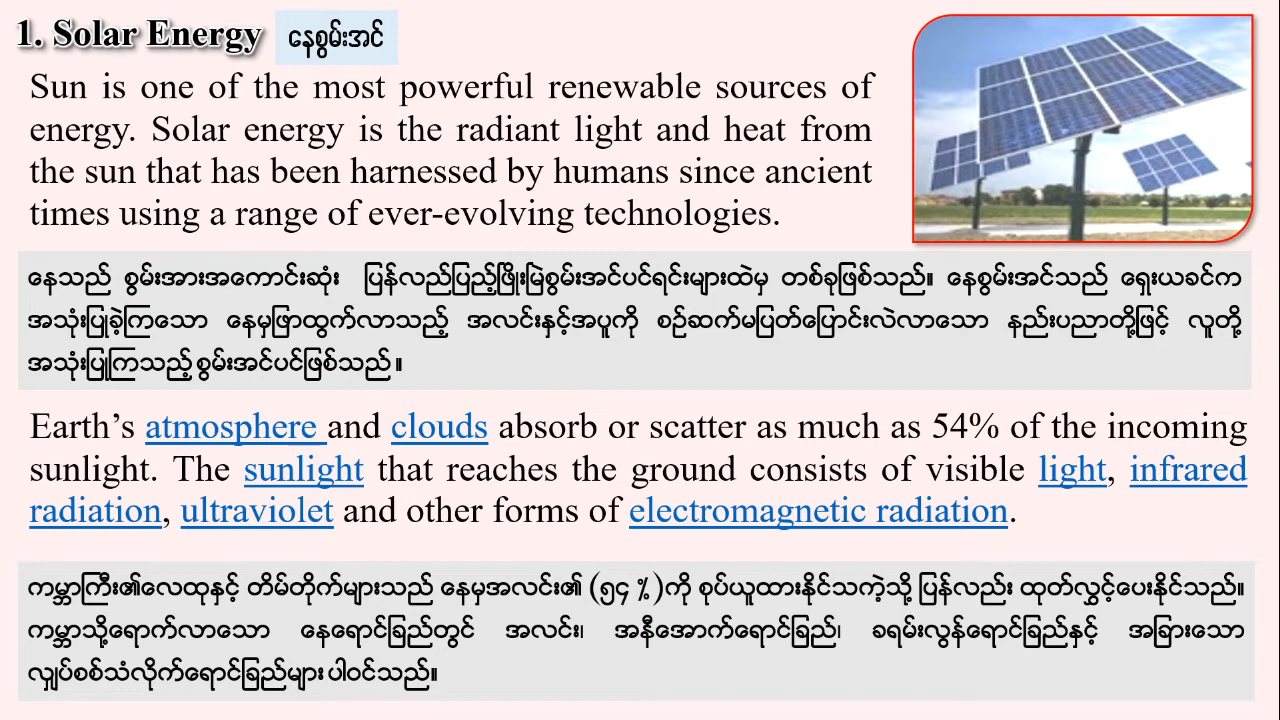 1. Solar Energy နေစွမ်းအင်
Sun is one of the most powerful renewable sources of
energy. Solar energy is the radiant light and heat from
the sun that has been harnessed by humans since ancient
times using a range of ever-evolving technologies.
နေသည် စွမ်းအားအကောင်းဆုံး ပြန်လည်ပြည့်ဖြိုးမြဲစွမ်းအင်ပင်ရင်းများထဲမှ တစ်ခုဖြစ်သည်။ နေစွမ်းအင်သည် ရှေးယခင်က
အသုံးပြုခဲ့ကြသော နေမှဖြာထွက်လာသည့် အလင်းနှင့်အပူကို စဉ်ဆက်မပြတ်ပြောင်းလဲလာသော နည်းပညာတို့ဖြင့် လူတို့
အသုံးပြုကြသည့်စွမ်းအင်ပင်ဖြစ်သည်။
Earth’s atmosphere and clouds absorb or scatter as much as 54% of the incoming
sunlight. The sunlight that reaches the ground consists of visible light, infrared
radiation, ultraviolet and other forms of electromagnetic radiation.
ကမ္ဘာကြီး၏လေထုနှင့် တိမ်တိုက်များသည် နေမှအလင်း၏ (၅၄ %)ကို စုပ်ယူထားနိုင်သကဲ့သို့ ပြန်လည်း ထုတ်လွှင့်ပေးနိုင်သည်။
ကမ္ဘာသို့ရောက်လာသော နေရောင်ခြည်တွင် အလင်း၊ အနီအောက်ရောင်ခြည်၊ ခရမ်းလွန်ရောင်ခြည်နှင့် အခြားသော
လျှပ်စစ်သံလိုက်ရောင်ခြည်များ ပါဝင်သည်။